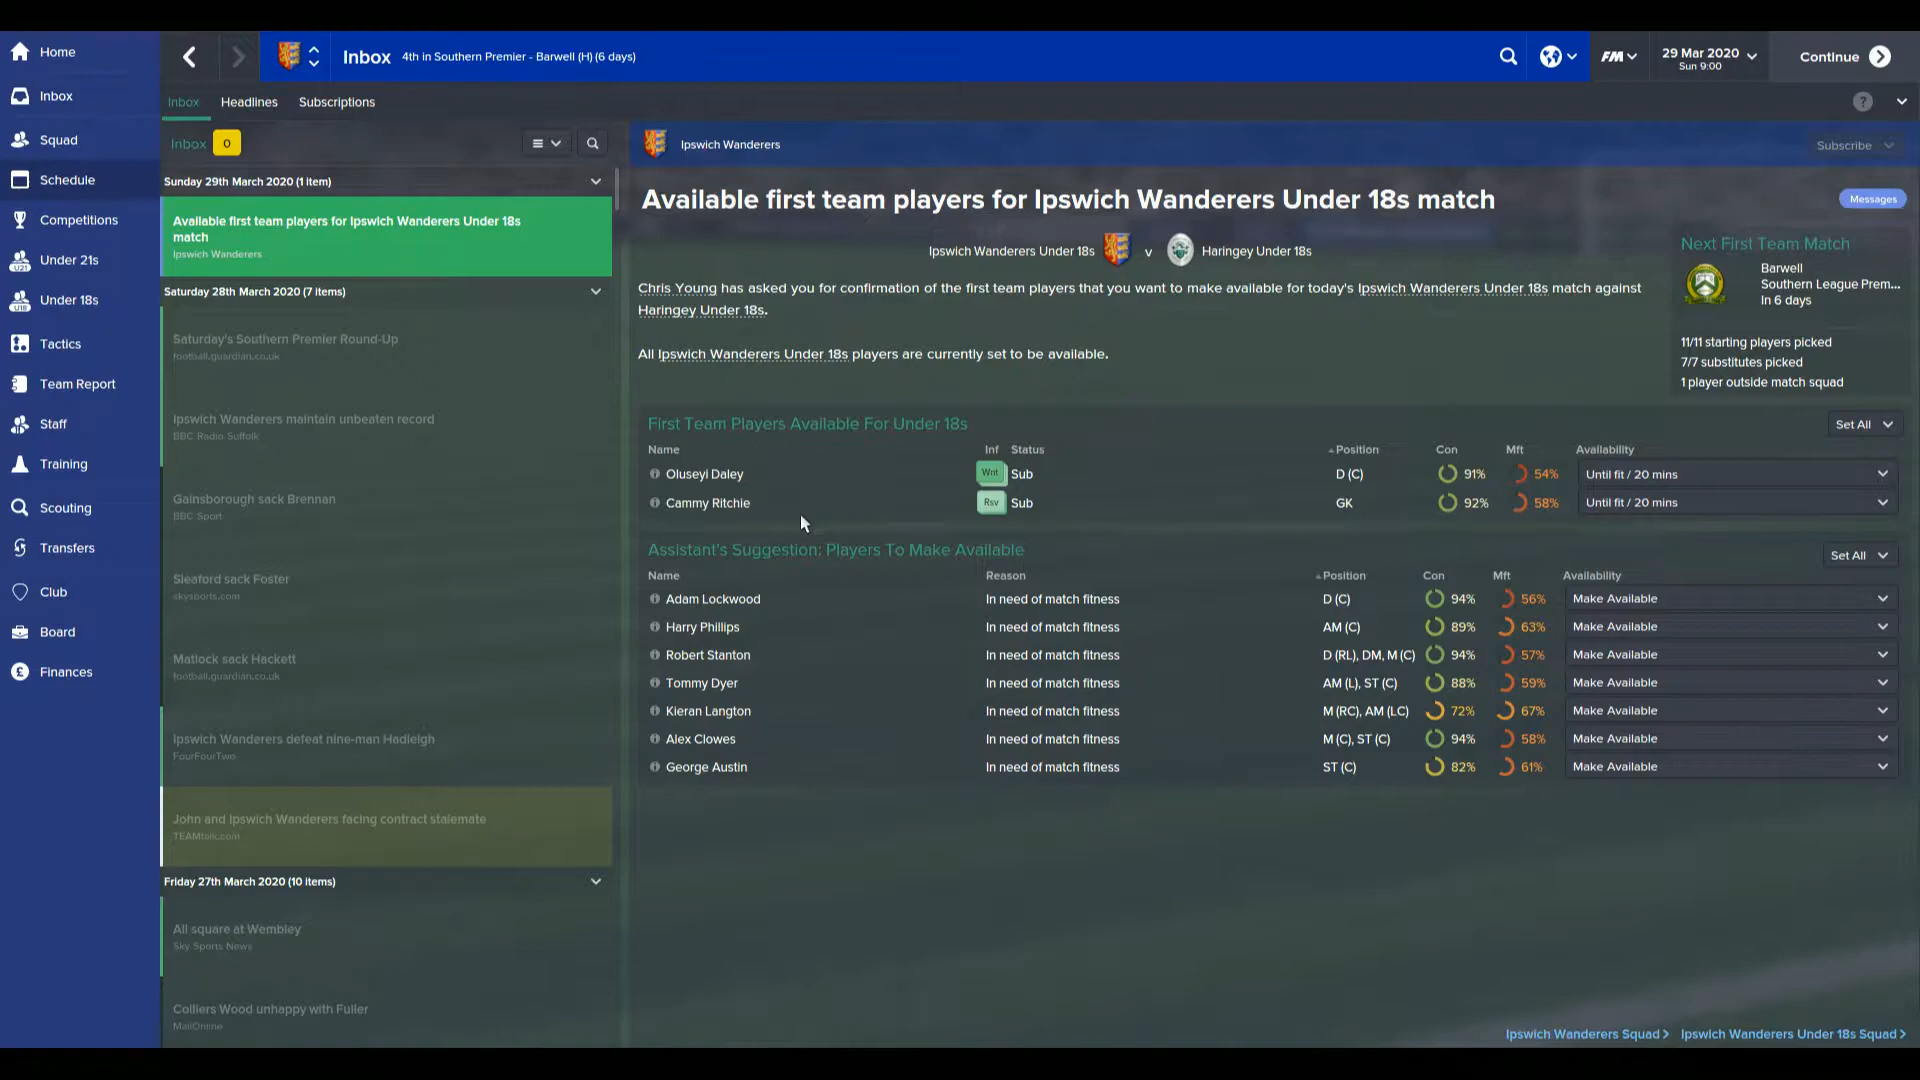 Home
Inbox
Squad
Schedule
Competitions
Under 21s
Under 18s
Tactics
Team Report
Staff
Training
Scouting
Transfers
Club
Board
Finances
Inbox 4th in Southern Premier - Barwell (H) (6 days)
FM
29 Mar 2020
Sun 9:00
Continue
Inbox Headlines Subscriptions
?
Inbox 0
Sunday 29th March 2020 (1 item)
Available first team players for Ipswich Wanderers Under 18s
match
Ipswich Wanderers
Saturday 28th March 2020 (7 items)
Saturday's Southern Premier Round-Up
football.guardian.co.uk
Ipswich Wanderers maintain unbeaten record
BBC Radio Suffolk
Gainsborough sack Brennan
BBC Sport
Sleaford sack Foster
skysports.com
Matlock sack Hackett
football.guardian.co.uk
Ipswich Wanderers defeat nine-man Hadleigh
FourFourTwo
John and Ipswich Wanderers facing contract stalemate
TEAMtalk.com
Friday 27th March 2020 (10 items)
All square at Wembley
Sky Sports News
Colliers Wood unhappy with Fuller
MailOnline
Ipswich Wanderers
Subscribe
Available first team players for Ipswich Wanderers Under 18s match
Messages
Ipswich Wanderers Under 18s v Haringey Under 18s
Chris Young has asked you for confirmation of the first team players that you want to make available for today's Ipswich Wanderers Under 18s match against
Haringey Under 18s.
All Ipswich Wanderers Under 18s players are currently set to be available.
Next First Team Match
Barwell
Southern League Prem...
In 6 days
11/11 starting players picked
7/7 substitutes picked
1 player outside match squad
First Team Players Available For Under 18s
Set All
Name Inf Status Position Con Mft Availability
Oluseyi Daley Wnt Sub D (C) 91% 54% Until fit / 20 mins
Cammy Ritchie Rsv Sub GK 92% 58% Until fit / 20 mins
Assistant's Suggestion: Players To Make Available
Set All
Name Reason Position Con Mft Availability
Adam Lockwood In need of match fitness D (C) 94% 56% Make Available
Harry Phillips In need of match fitness AM (C) 89% 63% Make Available
Robert Stanton In need of match fitness D (RL), DM, M (C) 94% 57% Make Available
Tommy Dyer In need of match fitness AM (L), ST (C) 88% 59% Make Available
Kieran Langton In need of match fitness M (RC), AM (LC) 72% 67% Make Available
Alex Clowes In need of match fitness M (C), ST (C) 94% 58% Make Available
George Austin In need of match fitness ST (C) 82% 61% Make Available
Ipswich Wanderers Squad > Ipswich Wanderers Under 18s Squad >